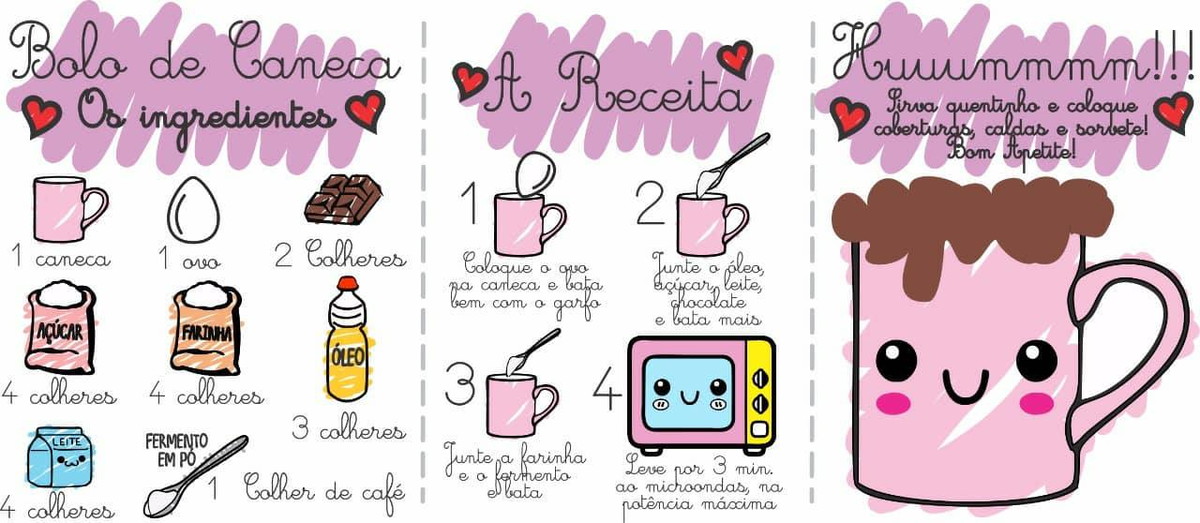 Bolo de Caneca
Os ingredientes
1 caneca
1 ovo
2 Colheres
AÇÚCAR
4 colheres
FARINHA
4 colheres
ÓLEO
3 colheres
LEITE
4 colheres
FERMENTO
EM PÓ
1 Colher de café
A Receita
1
Coloque o ovo
na caneca e bata
bem com o garfo
2
Junte o óleo,
açúcar, leite,
chocolate
e bata mais
3
Junte a farinha
e o fermento
e bata
4
Leve por 3 min.
ao microondas, na
potência máxima
Huuuummmm!!!
Sirva quentinho e coloque
coberturas, caldas e sorvete!
Bom Apetite!